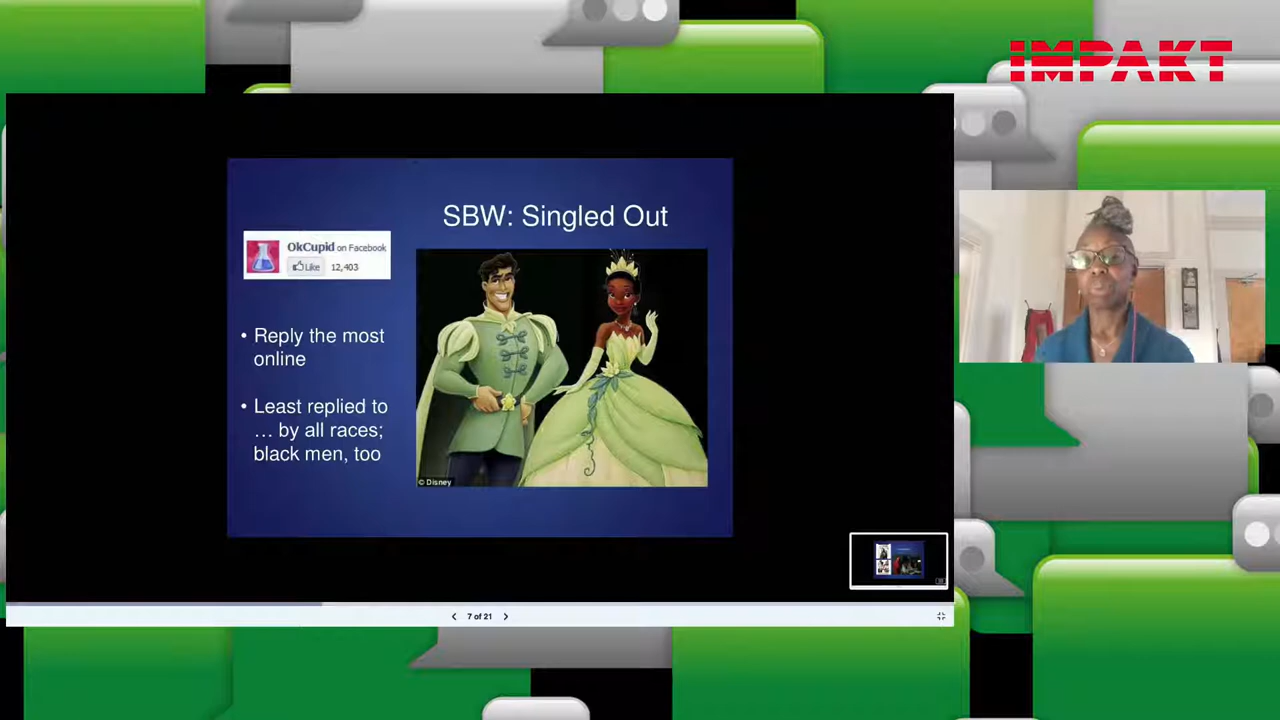 IMPAKT
SBW: Singled Out
OkCupid on Facebook
Like 12,403
• Reply the most
online
• Least replied to
… by all races;
black men, too
© Disney
7 of 21